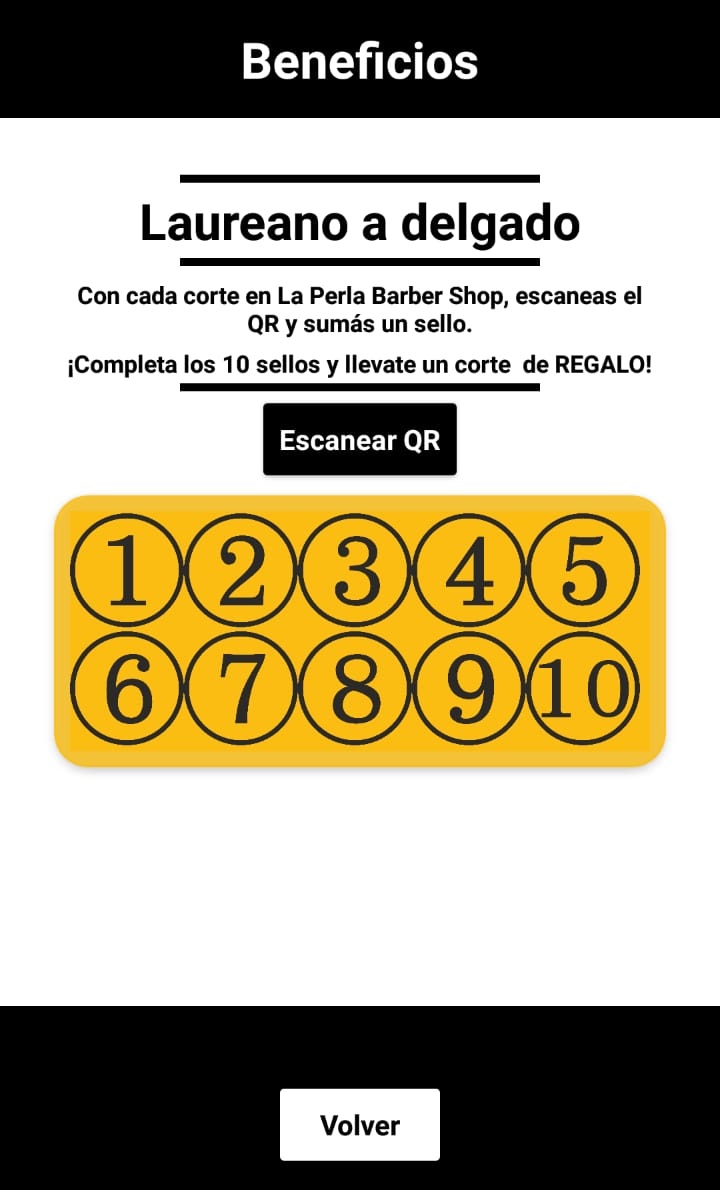 Beneficios
Laureano a delgado
Con cada corte en La Perla Barber Shop, escaneas el
QR y sumás un sello.
¡Completa los 10 sellos y llevate un corte  de REGALO!
Escanear QR
1 2 3 4 5
6 7 8 9 10
Volver